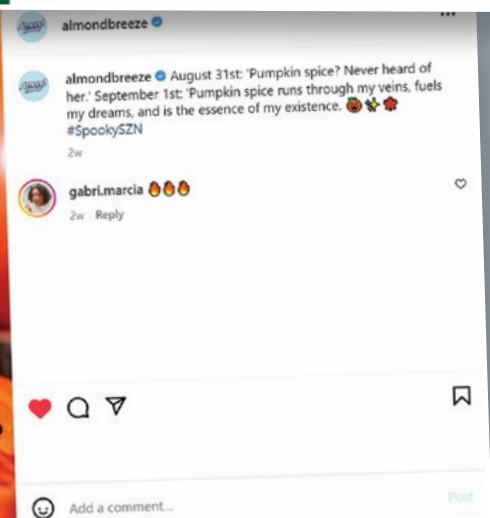 almondbreeze
almondbreeze August 31st: 'Pumpkin spice? Never heard of
her.' September 1st: 'Pumpkin spice runs through my veins, fuels
my dreams, and is the essence of my existence. 🎃✨🍁
#SpookySZN
2w
gabri.marcia 🔥🔥🔥
2w Reply
Add a comment...
Post